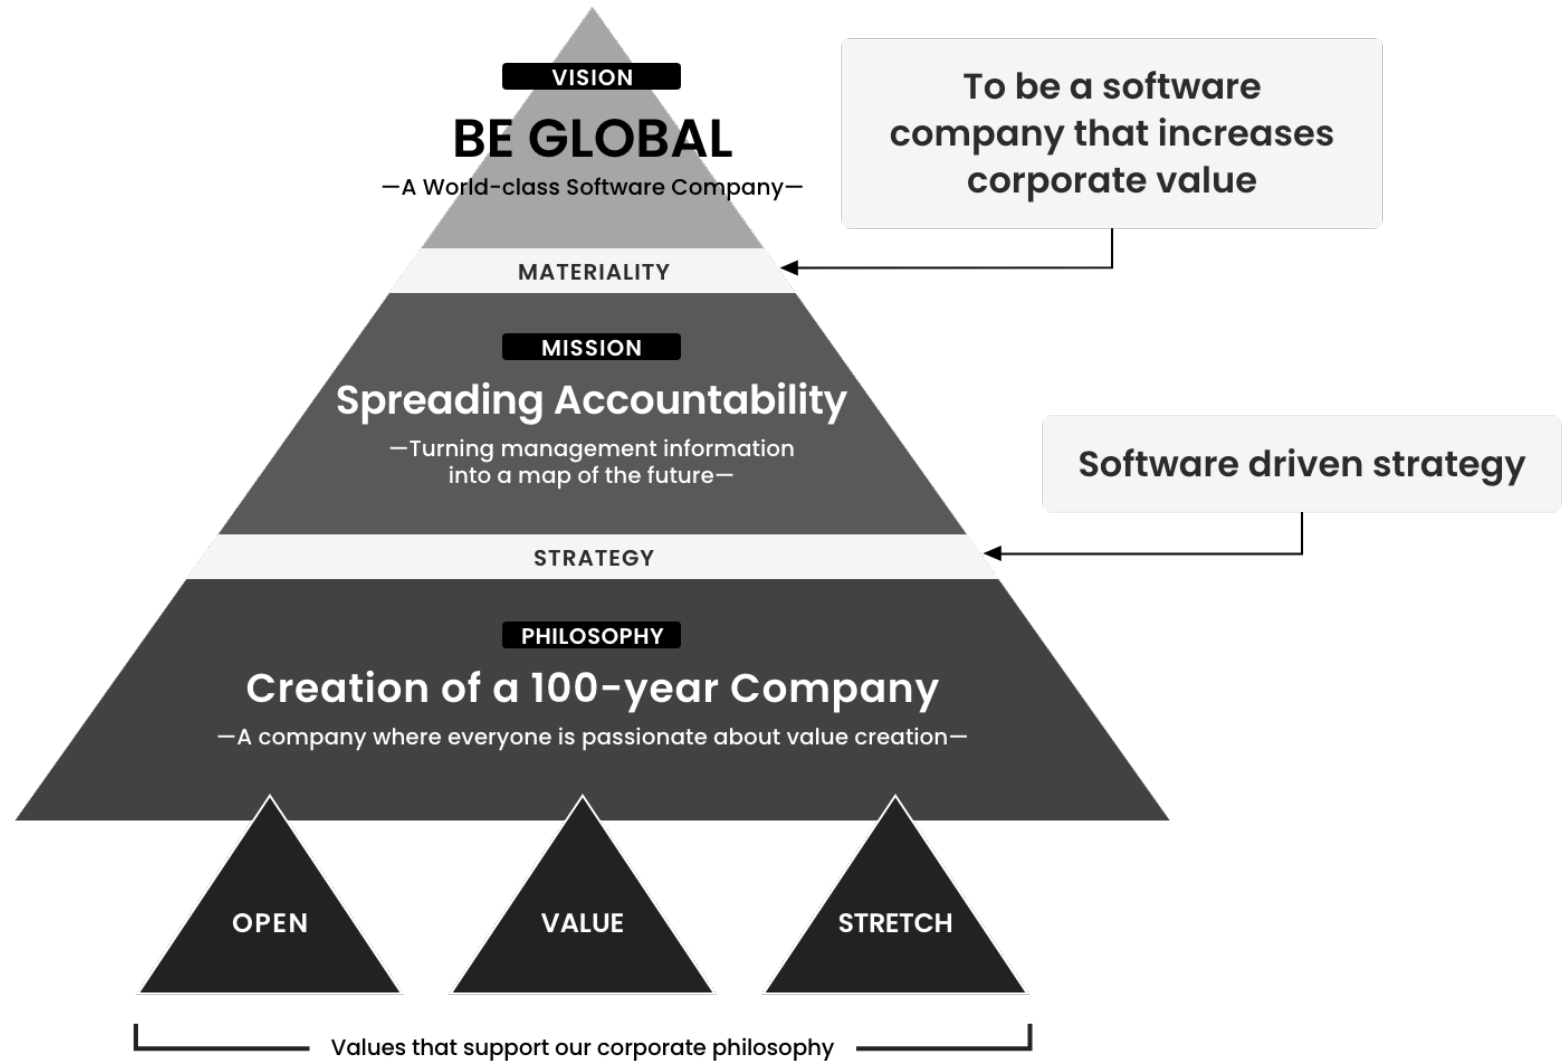 VISION
BE GLOBAL
—A World-class Software Company—
To be a software
company that increases
corporate value
MATERIALITY
MISSION
Spreading Accountability
—Turning management information
into a map of the future—
Software driven strategy
STRATEGY
PHILOSOPHY
Creation of a 100-year Company
—A company where everyone is passionate about value creation—
OPEN
VALUE
STRETCH
Values that support our corporate philosophy